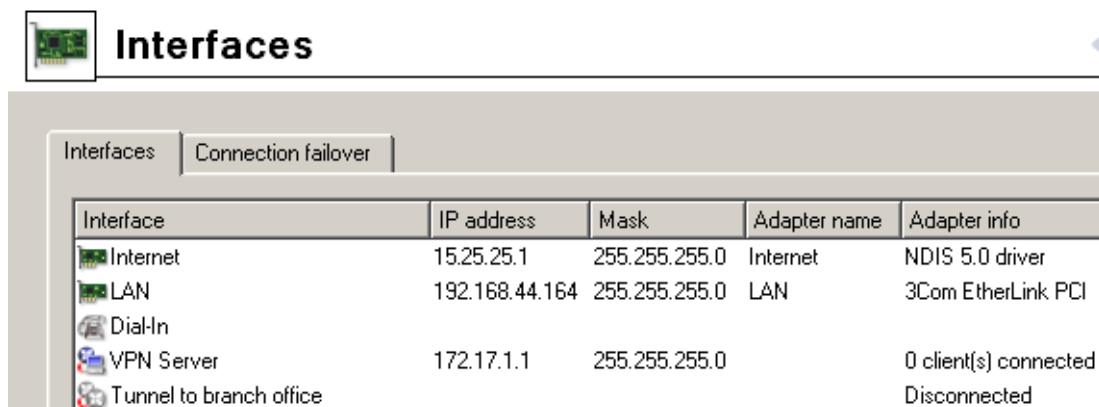 Interfaces
Interfaces Connection failover
Interface IP address Mask Adapter name Adapter info
Internet 15.25.25.1 255.255.255.0 Internet NDIS 5.0 driver
LAN 192.168.44.164 255.255.255.0 LAN 3Com EtherLink PCI
Dial-In
VPN Server 172.17.1.1 255.255.255.0 0 client(s) connected
Tunnel to branch office Disconnected